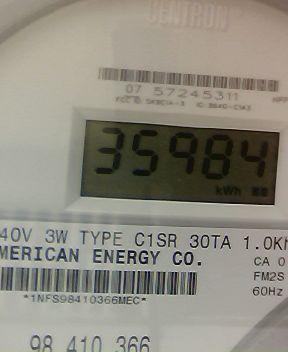 CENTRON
07 57245311
35984
kWh
40V 3W TYPE C1SR 30TA 1.0Kh
MERICAN ENERGY CO.
CA 0
FM2S
60Hz
*1NFS98410366MEC*
98 410 366